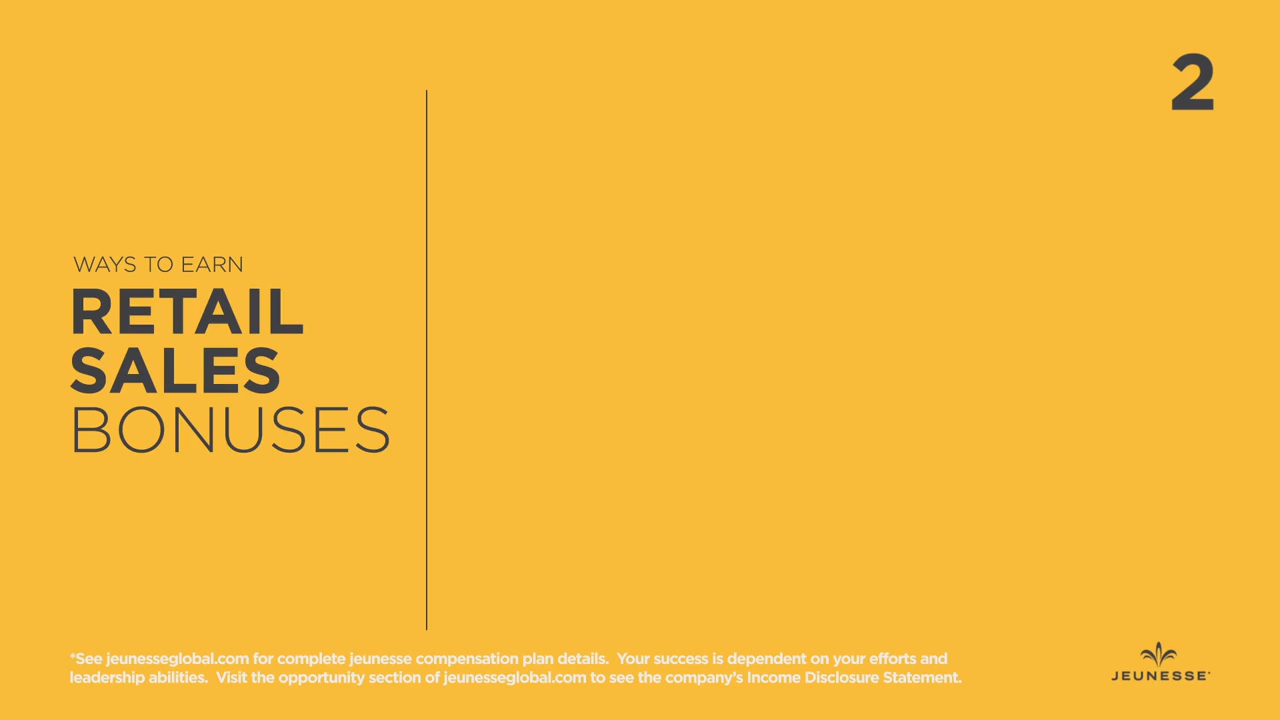 2
WAYS TO EARN
RETAIL
SALES
BONUSES
*See jeunesseglobal.com for complete jeunesse compensation plan details.  Your success is dependent on your efforts and
leadership abilities.  Visit the opportunity section of jeunesseglobal.com to see the company's Income Disclosure Statement.
JEUNESSE